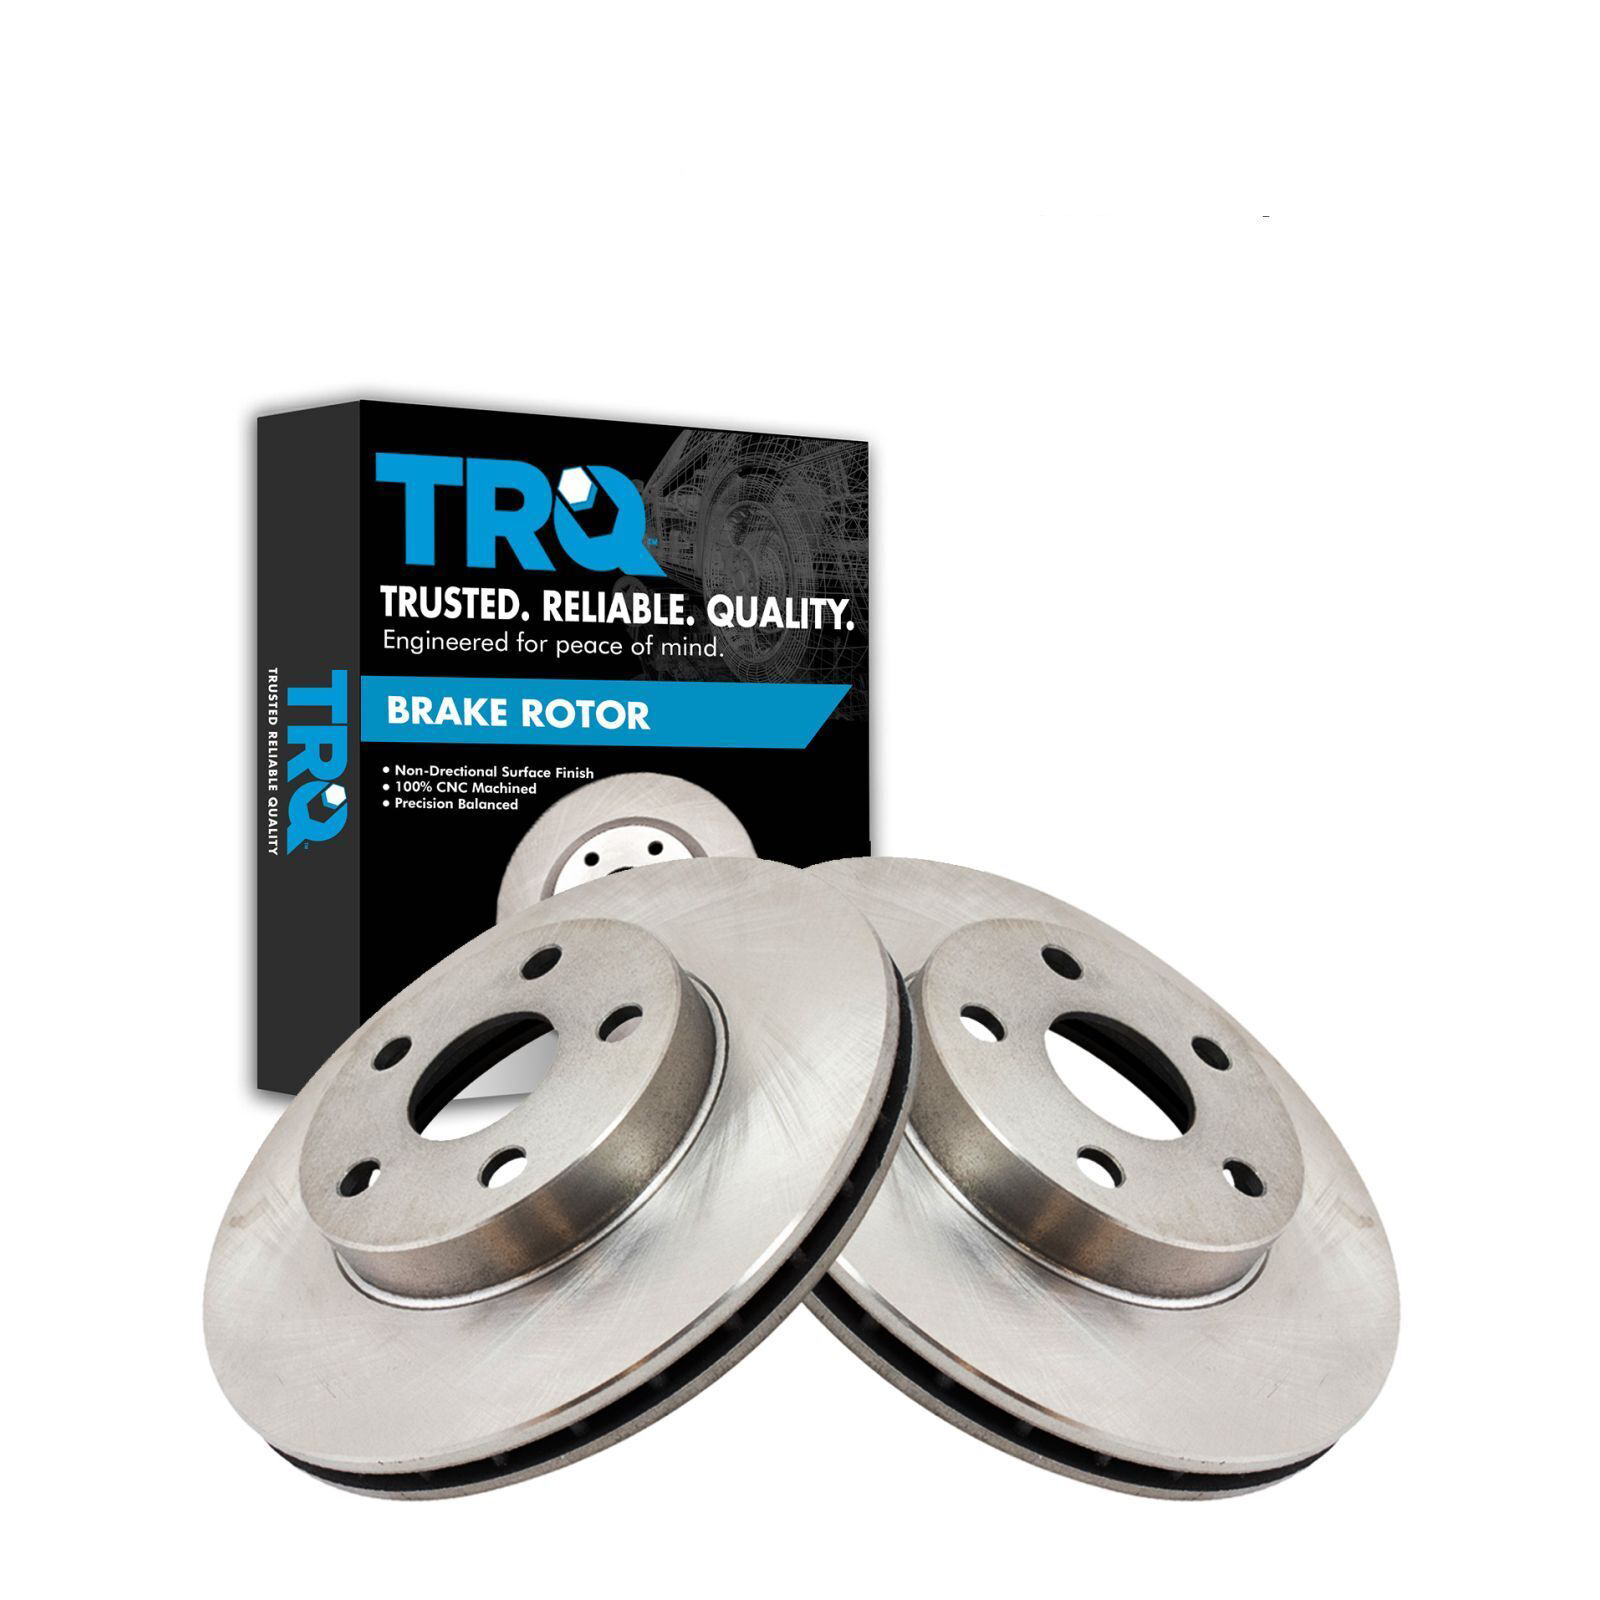 TRQ™
TRUSTED. RELIABLE. QUALITY.
Engineered for peace of mind.
BRAKE ROTOR
• Non-Drectional Surface Finish
• 100% CNC Machined
• Precision Balanced
TRQ™
TRUSTED RELIABLE QUALITY